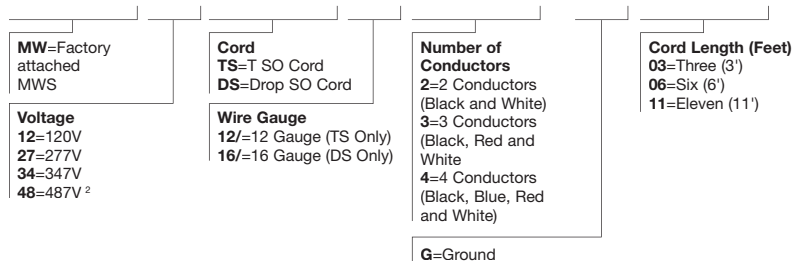 MW=Factory
attached
MWS
Voltage
12=120V
27=277V
34=347V
48=487V 2
Cord
TS=T SO Cord
DS=Drop SO Cord
Wire Gauge
12/=12 Gauge (TS Only)
16/=16 Gauge (DS Only)
Number of
Conductors
2=2 Conductors
(Black and White)
3=3 Conductors
(Black, Red and
White
4=4 Conductors
(Black, Blue, Red
and White)
G=Ground
Cord Length (Feet)
03=Three (3')
06=Six (6')
11=Eleven (11')